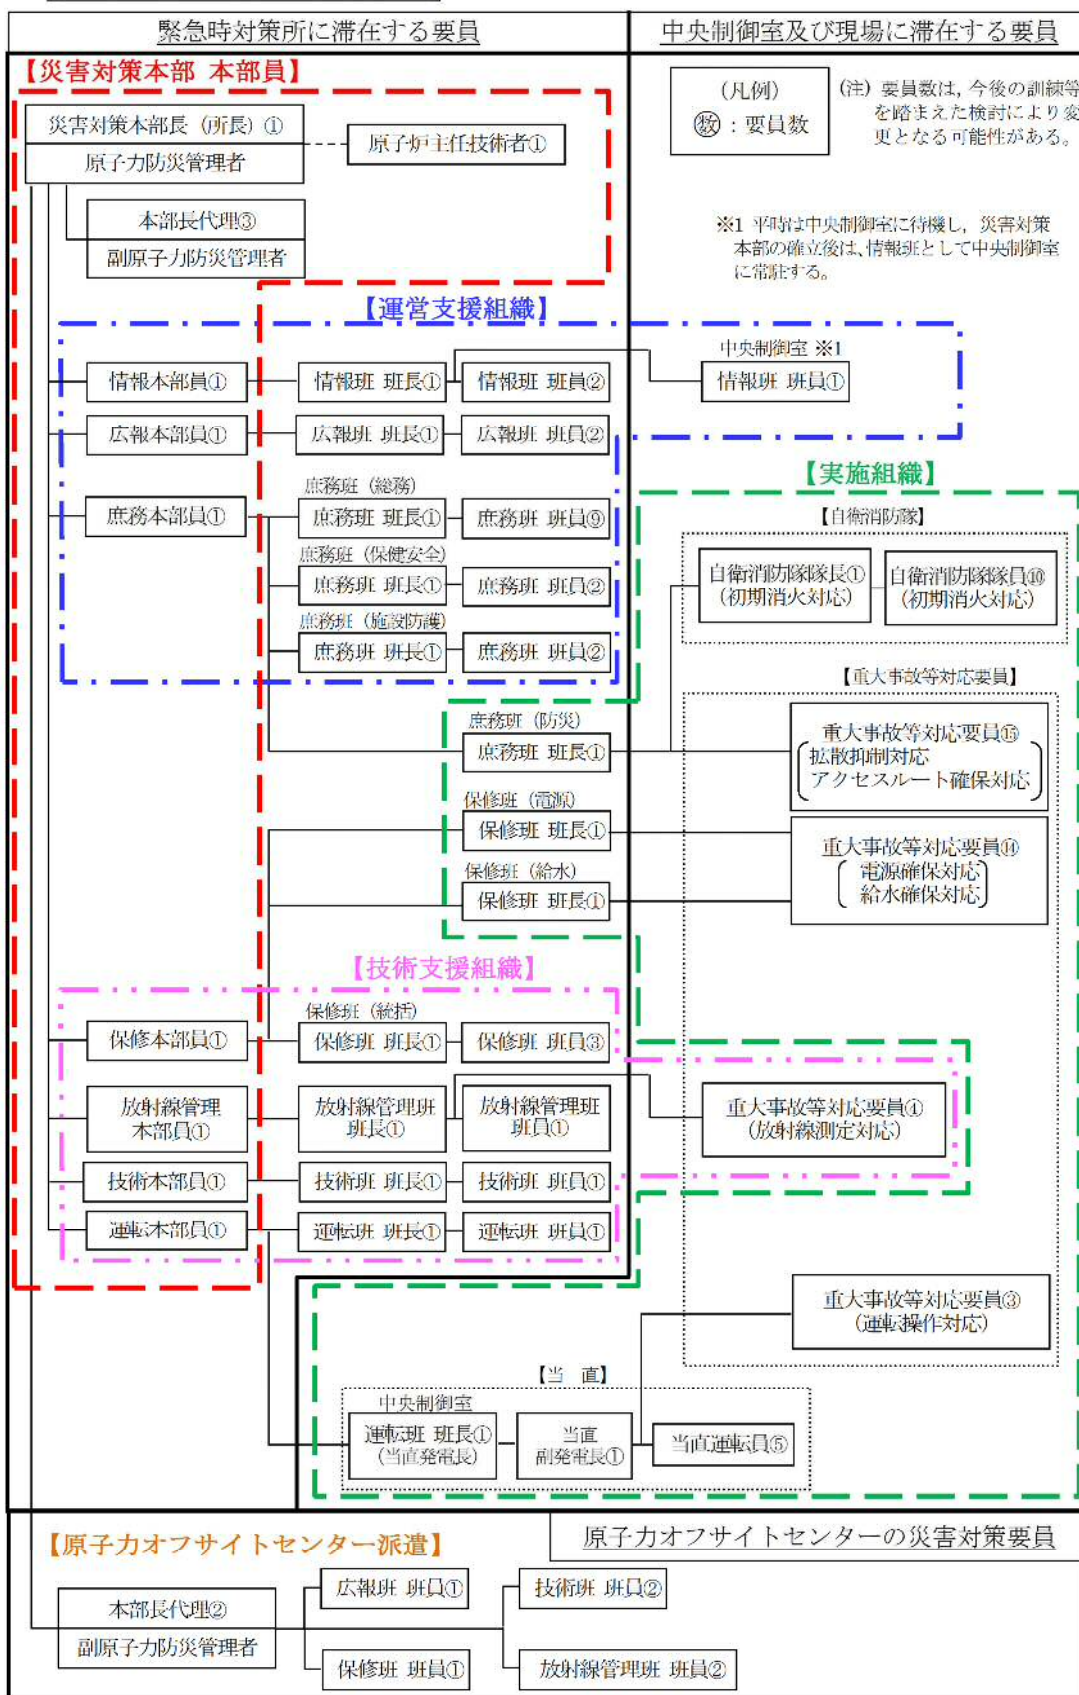 緊急時対策所に滞在する要員
中央制御室及び現場に滞在する要員
【災害対策本部 本部員】
災害対策本部長（所長）①
原子力防災管理者
原子炉主任技術者①
本部長代理③
副原子力防災管理者
（凡例）
数：要員数
(注) 要員数は，今後の訓練等
を踏まえた検討により変
更となる可能性がある。
※1 平時は中央制御室に待機し，災害対策
本部の確立後は，情報班として中央制御室
に常駐する。
【運営支援組織】
中央制御室 ※1
情報本部員①
情報班 班長①
情報班 班員②
情報班 班員①
広報本部員①
広報班 班長①
広報班 班員②
庶務班（総務）
庶務本部員①
庶務班 班長①
庶務班 班員⑨
庶務班（保健安全）
庶務班 班長①
庶務班 班員②
庶務班（施設防護）
庶務班 班長①
庶務班 班員②
【実施組織】
【自衛消防隊】
自衛消防隊隊長①
(初期消火対応)
自衛消防隊隊員⑩
(初期消火対応)
【重大事故等対応要員】
庶務班（防災）
庶務班 班長①
重大事故等対応要員⑮
拡散抑制対応
アクセスルート確保対応
保修班（電源）
保修班 班長①
保修班（給水）
保修班 班長①
重大事故等対応要員⑭
電源確保対応
給水確保対応
【技術支援組織】
保修班（統括）
保修本部員①
保修班 班長①
保修班 班員③
放射線管理
本部員①
放射線管理班
班長①
放射線管理班
班員①
重大事故等対応要員④
(放射線測定対応)
技術本部員①
技術班 班長①
技術班 班員①
運転本部員①
運転班 班長①
運転班 班員①
重大事故等対応要員③
(運転操作対応)
【当　直】
中央制御室
運転班 班長①
(当直発電長)
当直
副発電長①
当直運転員⑤
原子力オフサイトセンターの災害対策要員
【原子力オフサイトセンター派遣】
本部長代理②
副原子力防災管理者
広報班 班員①
技術班 班員②
保修班 班員①
放射線管理班 班員②